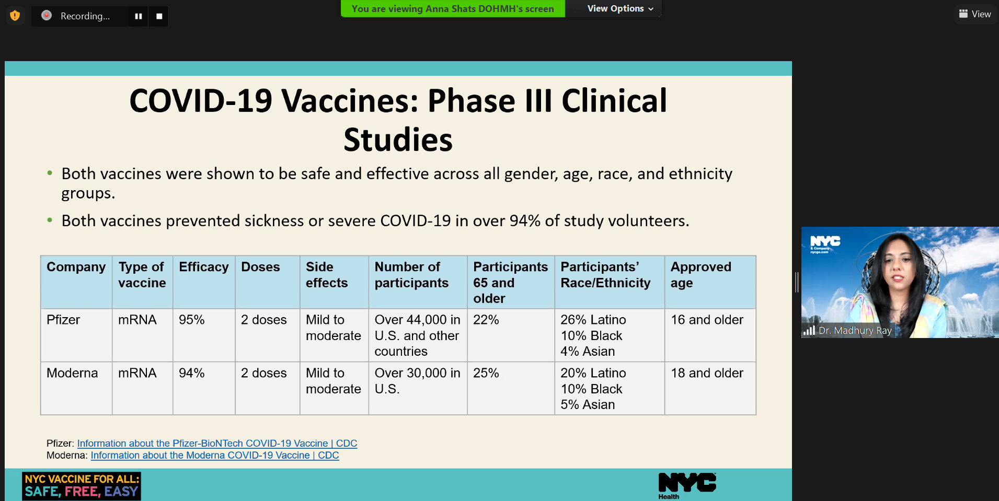 Recording...
You are viewing Anna Shats DOHMH's screen
View Options
View
COVID-19 Vaccines: Phase III Clinical
Studies
• Both vaccines were shown to be safe and effective across all gender, age, race, and ethnicity
groups.
• Both vaccines prevented sickness or severe COVID-19 in over 94% of study volunteers.
Company
Type of
vaccine
Efficacy
Doses
Side
effects
Number of
participants
Participants
65 and
older
Participants’
Race/Ethnicity
Approved
age
Pfizer
mRNA
95%
2 doses
Mild to
moderate
Over 44,000 in
U.S. and other
countries
22%
26% Latino
10% Black
4% Asian
16 and older
Moderna
mRNA
94%
2 doses
Mild to
moderate
Over 30,000 in
U.S.
25%
20% Latino
10% Black
5% Asian
18 and older
Pfizer: Information about the Pfizer-BioNTech COVID-19 Vaccine | CDC
Moderna: Information about the Moderna COVID-19 Vaccine | CDC
NYC VACCINE FOR ALL:
SAFE, FREE, EASY
NYC
Health
NYC
& Company
nycgo.com
Dr. Madhury Ray